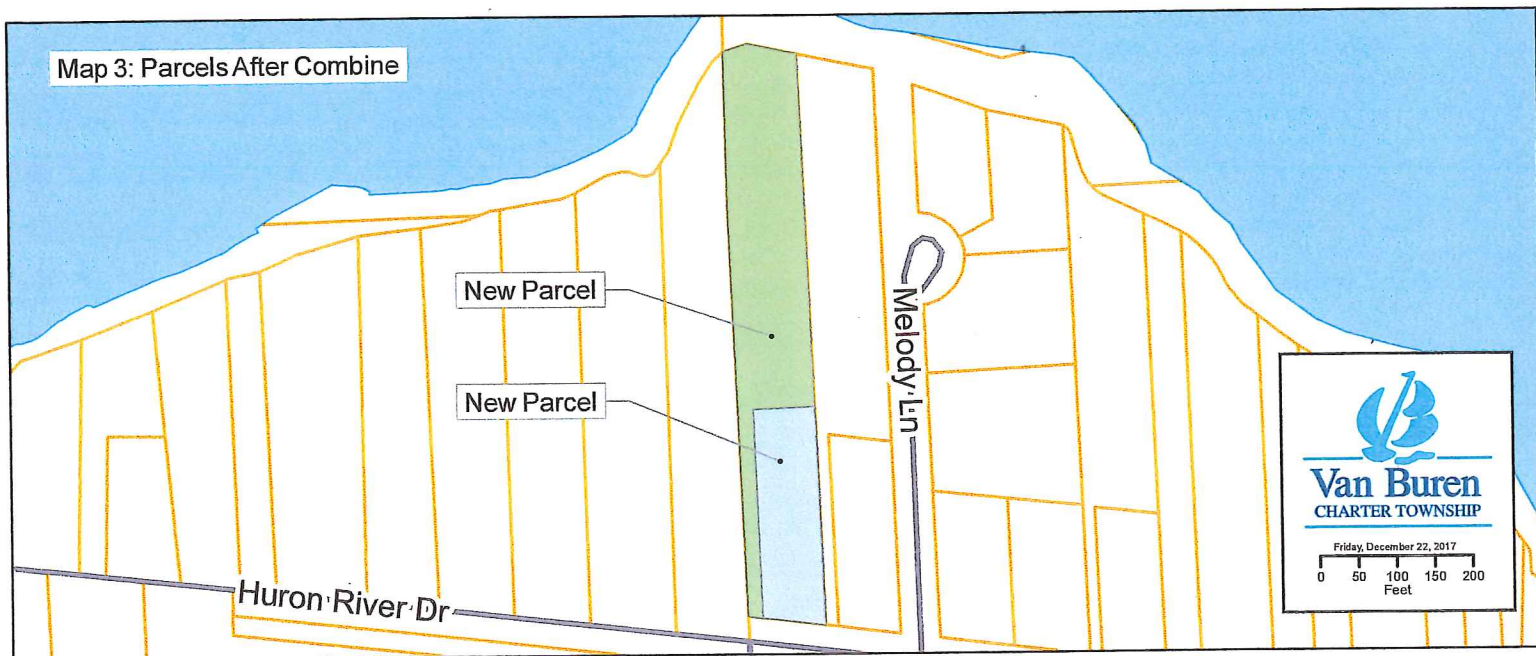 Map 3: Parcels After Combine
New Parcel
New Parcel
Melody Ln
Huron River Dr
Van Buren
CHARTER TOWNSHIP
Friday, December 22, 2017
0 50 100 150 200
Feet